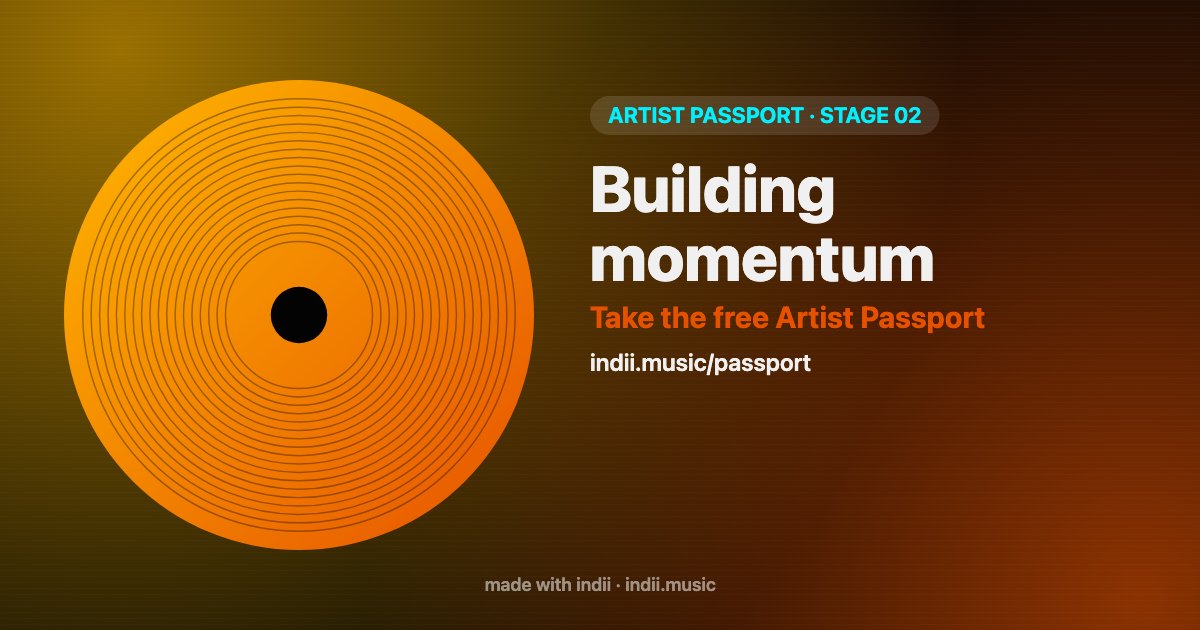 ARTIST PASSPORT · STAGE 02
Building
momentum
Take the free Artist Passport
indii.music/passport
made with indii · indii.music